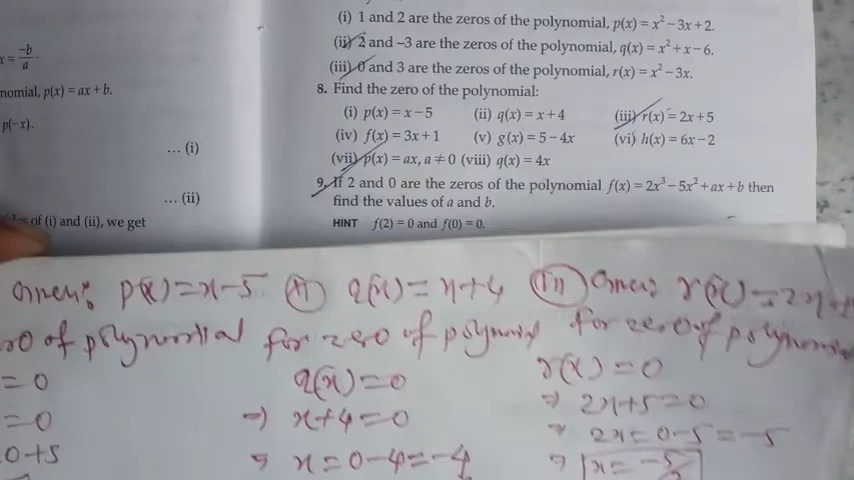 x = -b/a.
nomial, p(x) = ax + b.
p(-x).
... (i)
... (ii)
of (i) and (ii), we get
(i) 1 and 2 are the zeros of the polynomial, p(x) = x² – 3x + 2.
(ii) 2 and –3 are the zeros of the polynomial, q(x) = x² + x – 6.
(iii) 0 and 3 are the zeros of the polynomial, r(x) = x² – 3x.
8. Find the zero of the polynomial:
(i) p(x) = x – 5 (ii) q(x) = x + 4 (iii) r(x) = 2x + 5
(iv) f(x) = 3x + 1 (v) g(x) = 5 – 4x (vi) h(x) = 6x – 2
(vii) p(x) = ax, a ≠ 0 (viii) q(x) = 4x
9. If 2 and 0 are the zeros of the polynomial f(x) = 2x³ – 5x² + ax + b then
find the values of a and b.
HINT f(2) = 0 and f(0) = 0.
Given: p(x) = x-5 (ii) q(x) = x+4 (iii) Given: r(x) = 2x+
ro of polynomial for zero of polynomial for zero of polynomial
= 0 q(x) = 0 r(x) = 0
= 0 => x+4 = 0 => 2x+5 = 0
0+5 x = 0-4 = -4 2x = 0-5 = -5
x = -5/2